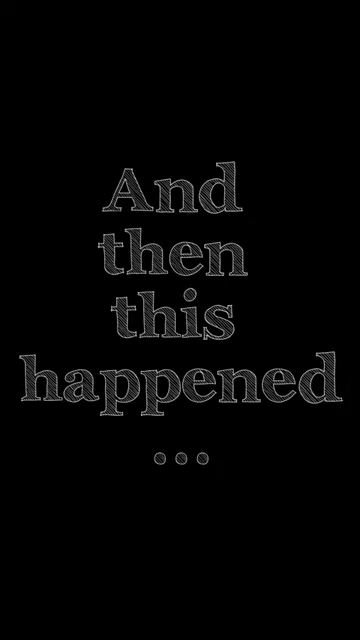 And
then
this
happened
...